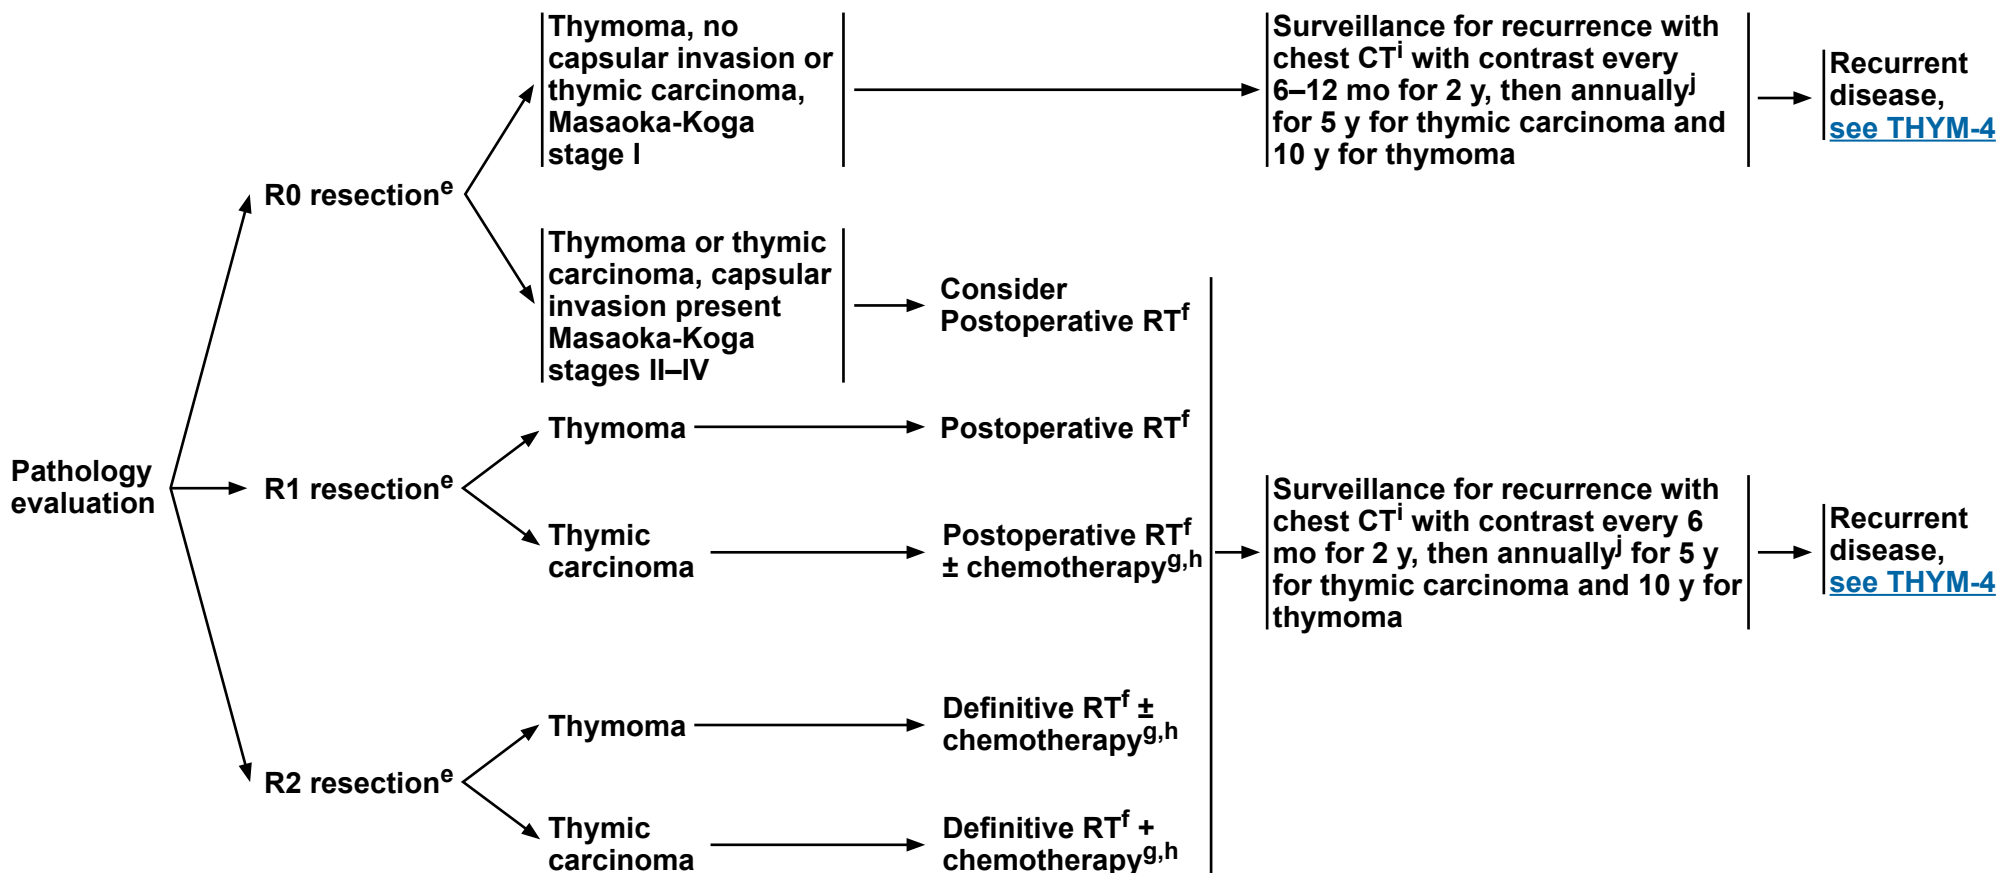 Pathology
evaluation
R0 resectionᵉ
Thymoma, no
capsular invasion or
thymic carcinoma,
Masaoka-Koga
stage I
Surveillance for recurrence with
chest CTⁱ with contrast every
6–12 mo for 2 y, then annuallyʲ
for 5 y for thymic carcinoma and
10 y for thymoma
Recurrent
disease,
see THYM-4
Thymoma or thymic
carcinoma, capsular
invasion present
Masaoka-Koga
stages II–IV
Consider
Postoperative RTᶠ
R1 resectionᵉ
Thymoma
Postoperative RTᶠ
Thymic
carcinoma
Postoperative RTᶠ
± chemotherapyᵍ,ʰ
Surveillance for recurrence with
chest CTⁱ with contrast every 6
mo for 2 y, then annuallyʲ for 5 y
for thymic carcinoma and 10 y for
thymoma
Recurrent
disease,
see THYM-4
R2 resectionᵉ
Thymoma
Definitive RTᶠ ±
chemotherapyᵍ,ʰ
Thymic
carcinoma
Definitive RTᶠ +
chemotherapyᵍ,ʰ